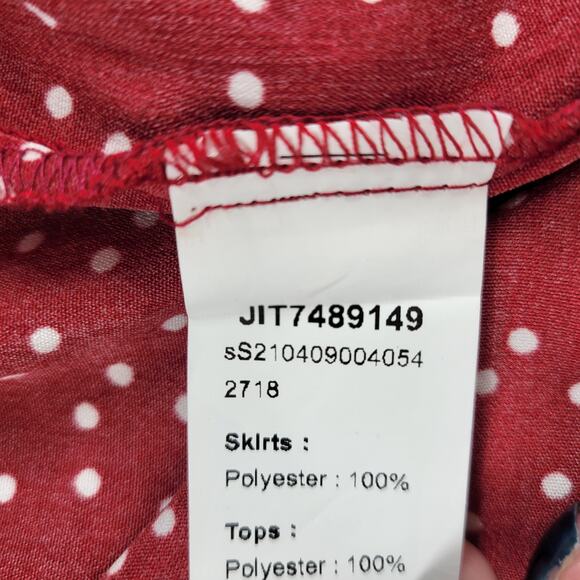 JIT7489149
sS210409004054
2718
Skirts :
Polyester : 100%
Tops :
Polyester : 100%